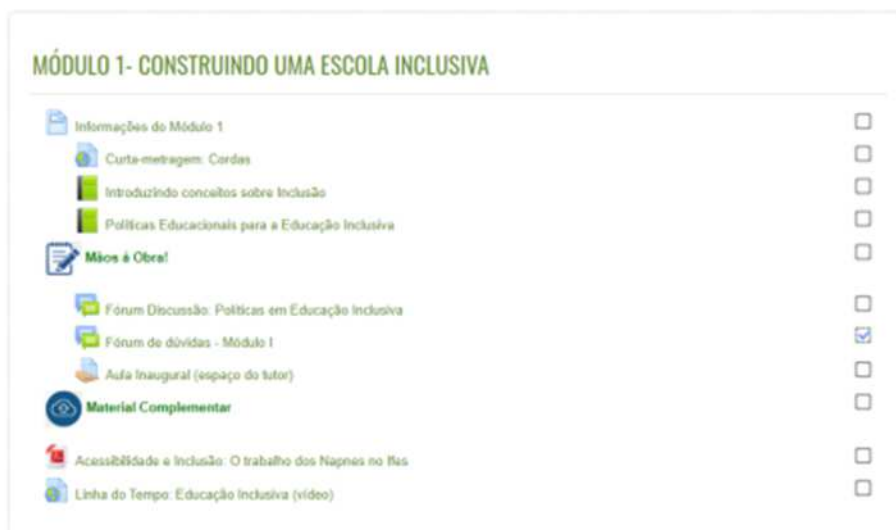 MÓDULO 1- CONSTRUINDO UMA ESCOLA INCLUSIVA
Informações do Módulo 1
Curta-metragem: Cordas
Introduzindo conceitos sobre Inclusão
Políticas Educacionais para a Educação Inclusiva
Mãos á Obra!
Fórum Discussão: Políticas em Educação Inclusiva
Fórum de dúvidas - Módulo I
Aula Inaugural (espaço do tutor)
Material Complementar
Acessibilidade e Inclusão: O trabalho dos Napnes no Ifes
Linha do Tempo: Educação Inclusiva (vídeo)